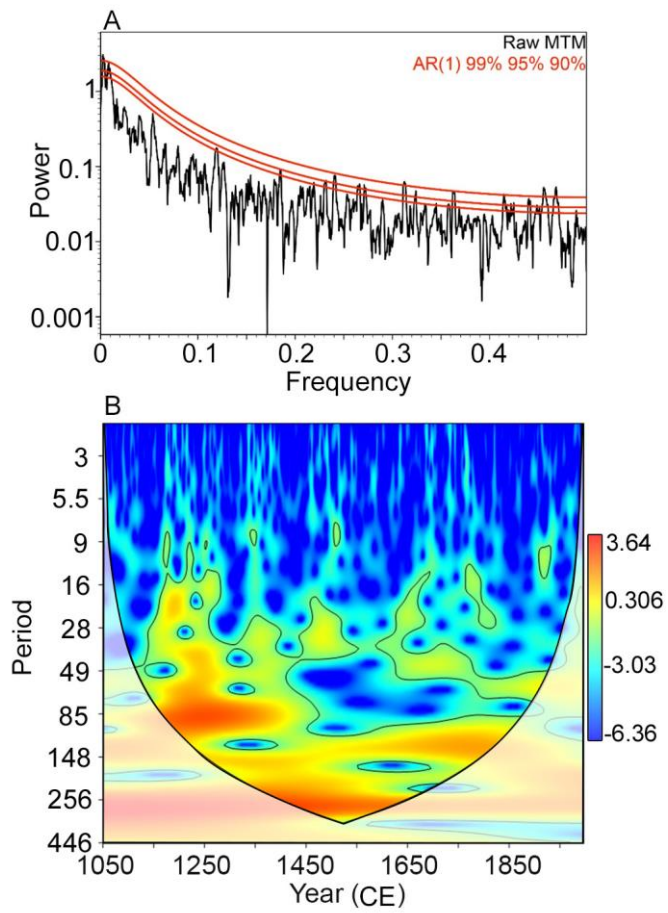 A
Raw MTM
AR(1) 99% 95% 90%
Power
1
0.1
0.01
0.001
0 0.1 0.2 0.3 0.4
Frequency
B
Period
3
5.5
9
16
28
49
85
148
256
446
3.64
0.306
-3.03
-6.36
1050 1250 1450 1650 1850
Year (CE)